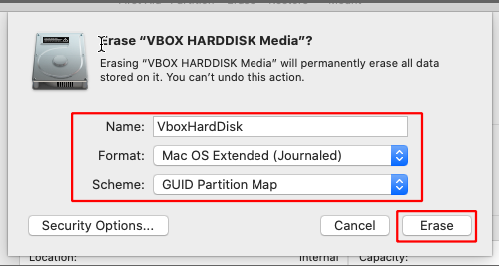 Erase “VBOX HARDDISK Media”?
Erasing “VBOX HARDDISK Media” will permanently erase all data
stored on it. You can’t undo this action.
Name: VboxHardDisk
Format: Mac OS Extended (Journaled)
Scheme: GUID Partition Map
Security Options... Cancel Erase
Location: Internal Capacity: